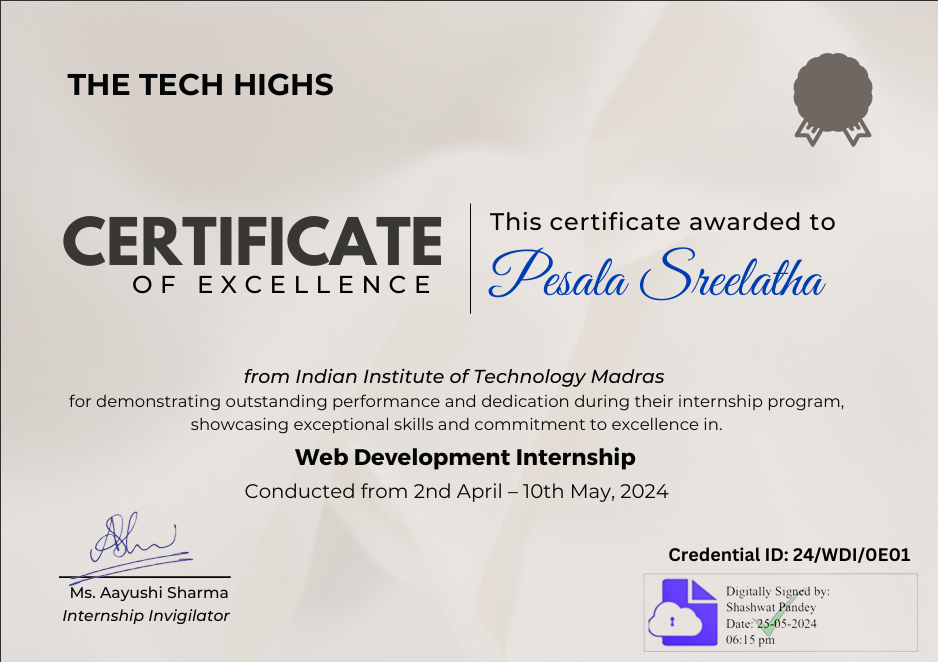 THE TECH HIGHS
CERTIFICATE
OF EXCELLENCE
This certificate awarded to
Pesala Sreelatha
from Indian Institute of Technology Madras
for demonstrating outstanding performance and dedication during their internship program,
showcasing exceptional skills and commitment to excellence in.
Web Development Internship
Conducted from 2nd April – 10th May, 2024
Ms. Aayushi Sharma
Internship Invigilator
Credential ID: 24/WDI/0E01
Digitally Signed by:
Shashwat Pandey
Date: 25-05-2024
06:15 pm